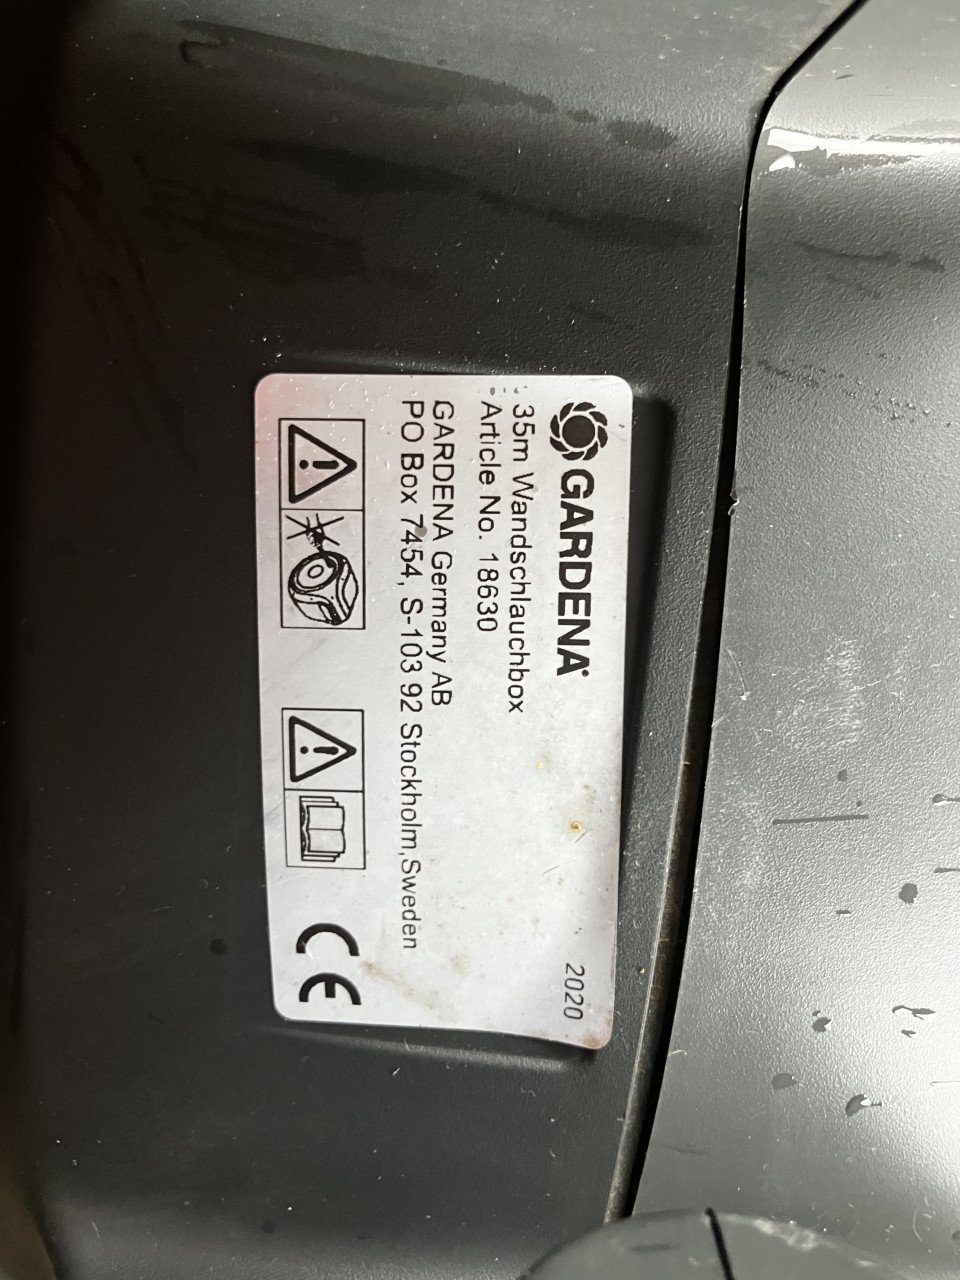 GARDENA
2020
35m Wandschlauchbox
Article No. 18630
GARDENA Germany AB
PO Box 7454, S-103 92 Stockholm,Sweden
CE